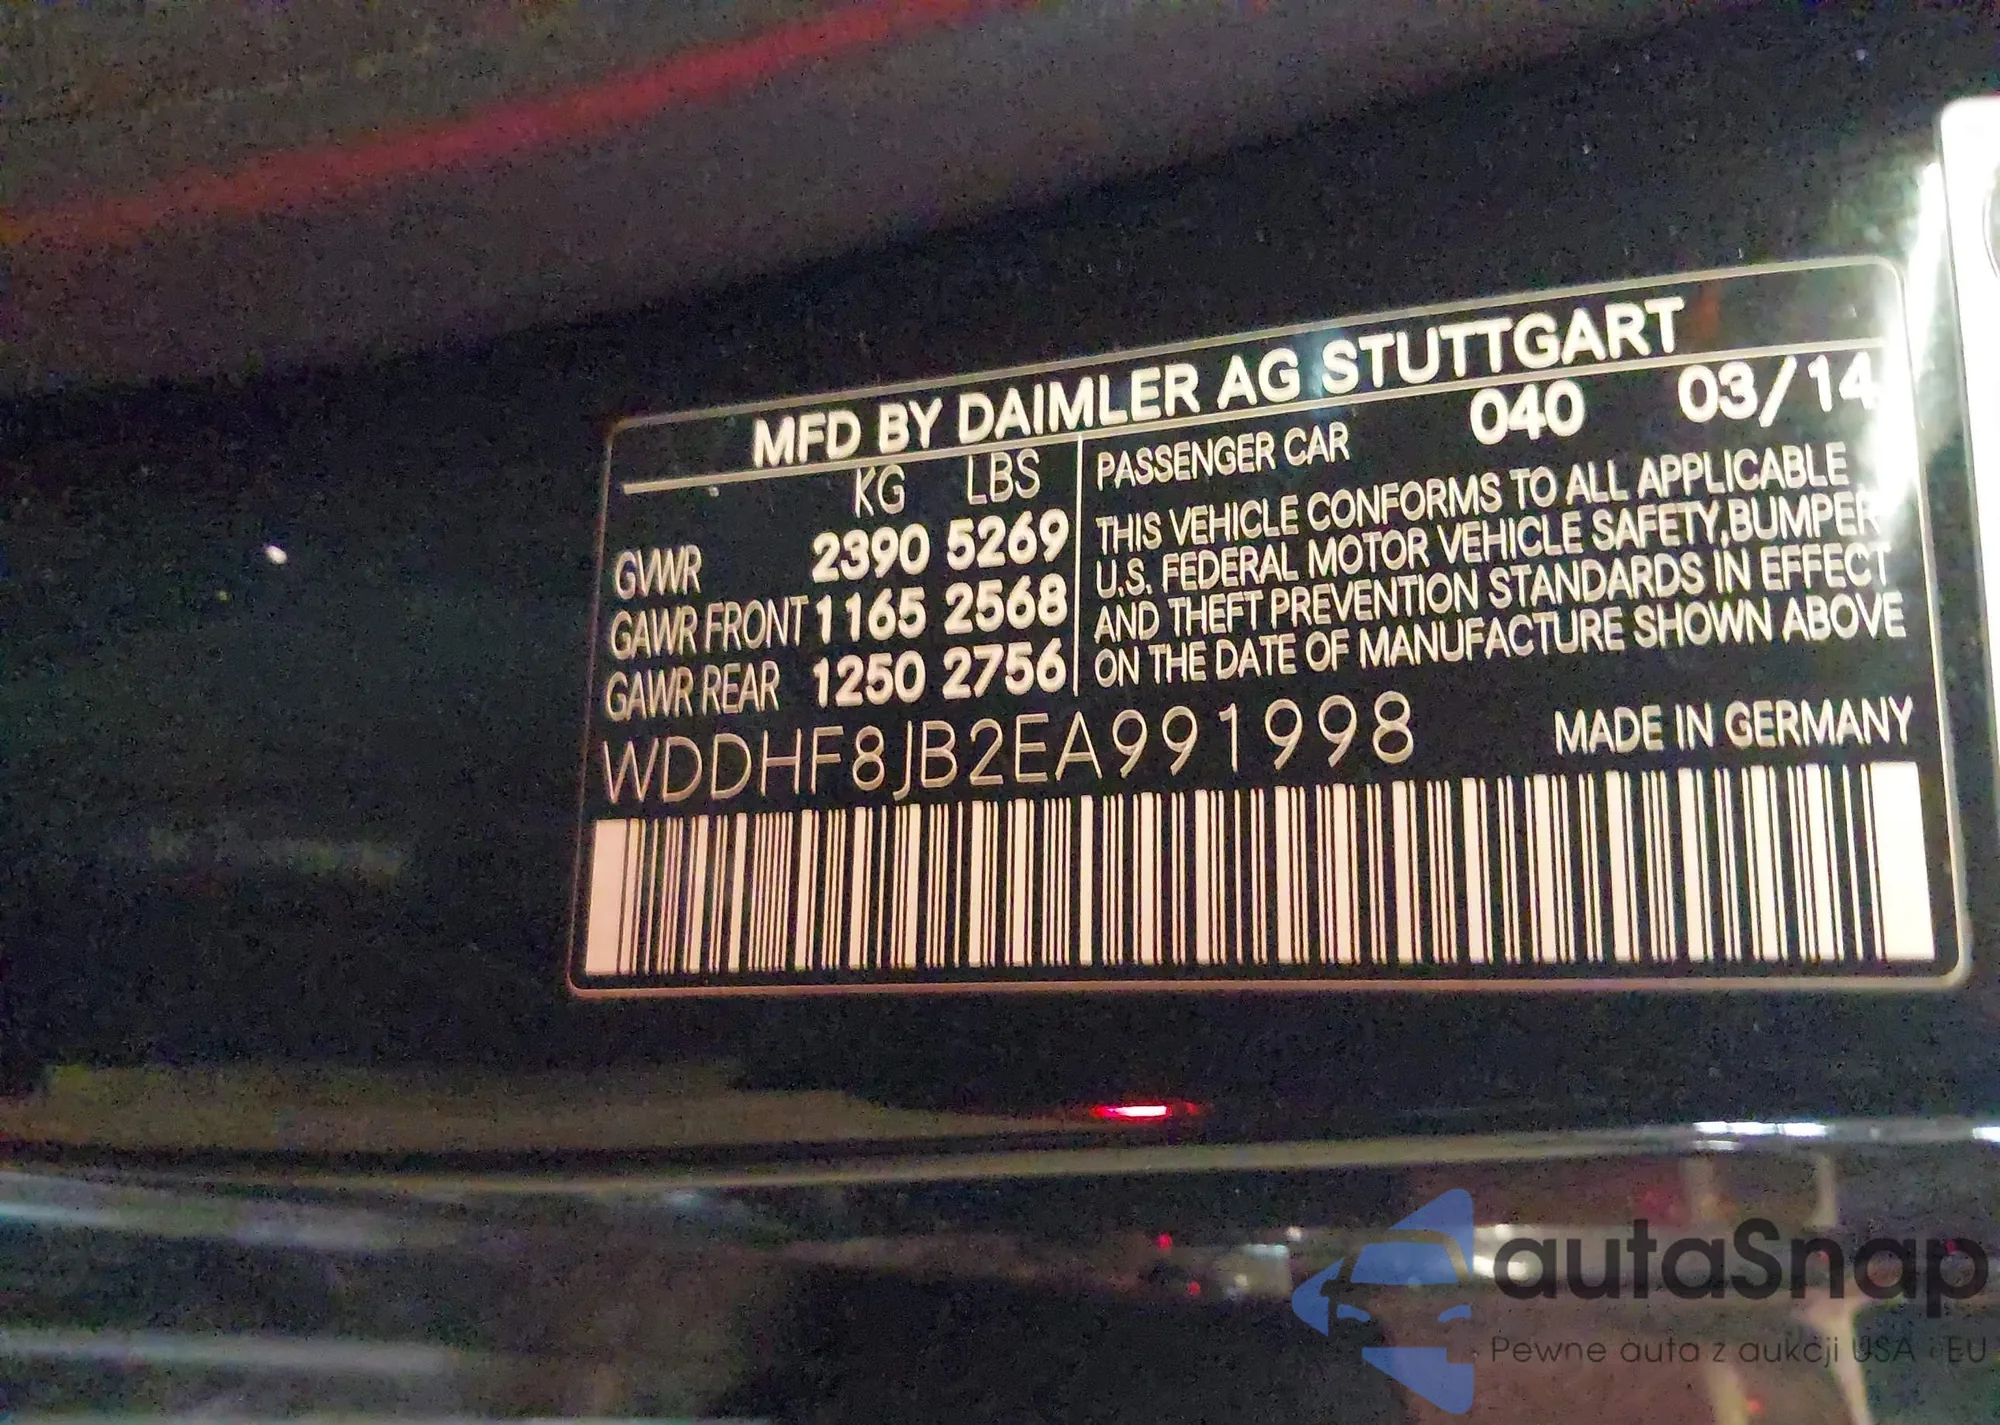 MFD BY DAIMLER AG STUTTGART
KG LBS
GVWR 2390 5269
GAWR FRONT 1165 2568
GAWR REAR 1250 2756
PASSENGER CAR 040 03/14
THIS VEHICLE CONFORMS TO ALL APPLICABLE
U.S. FEDERAL MOTOR VEHICLE SAFETY,BUMPER
AND THEFT PREVENTION STANDARDS IN EFFECT
ON THE DATE OF MANUFACTURE SHOWN ABOVE
WDDHF8JB2EA991998 MADE IN GERMANY
autaSnap
Pewne auta z aukcji USA i EU